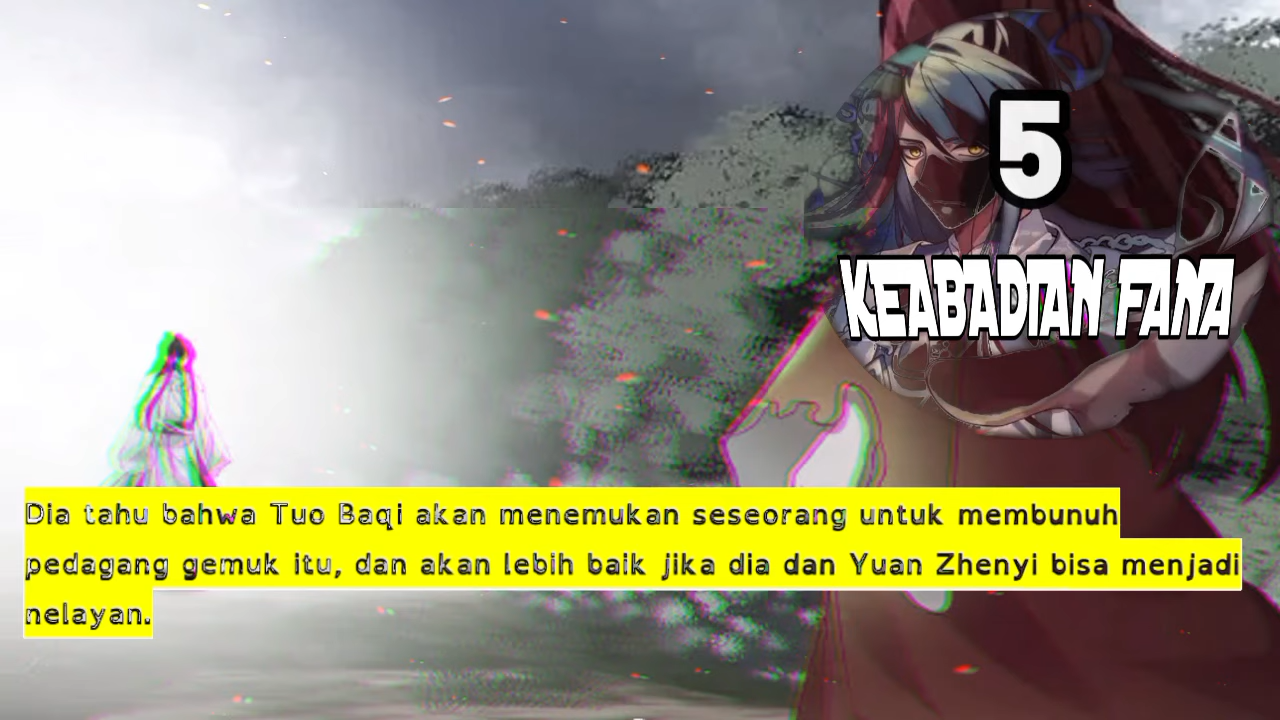 5
KEABADIAN FANA
Dia tahu bahwa Tuo Baqi akan menemukan seseorang untuk membunuh
pedagang gemuk itu, dan akan lebih baik jika dia dan Yuan Zhenyi bisa menjadi
nelayan.